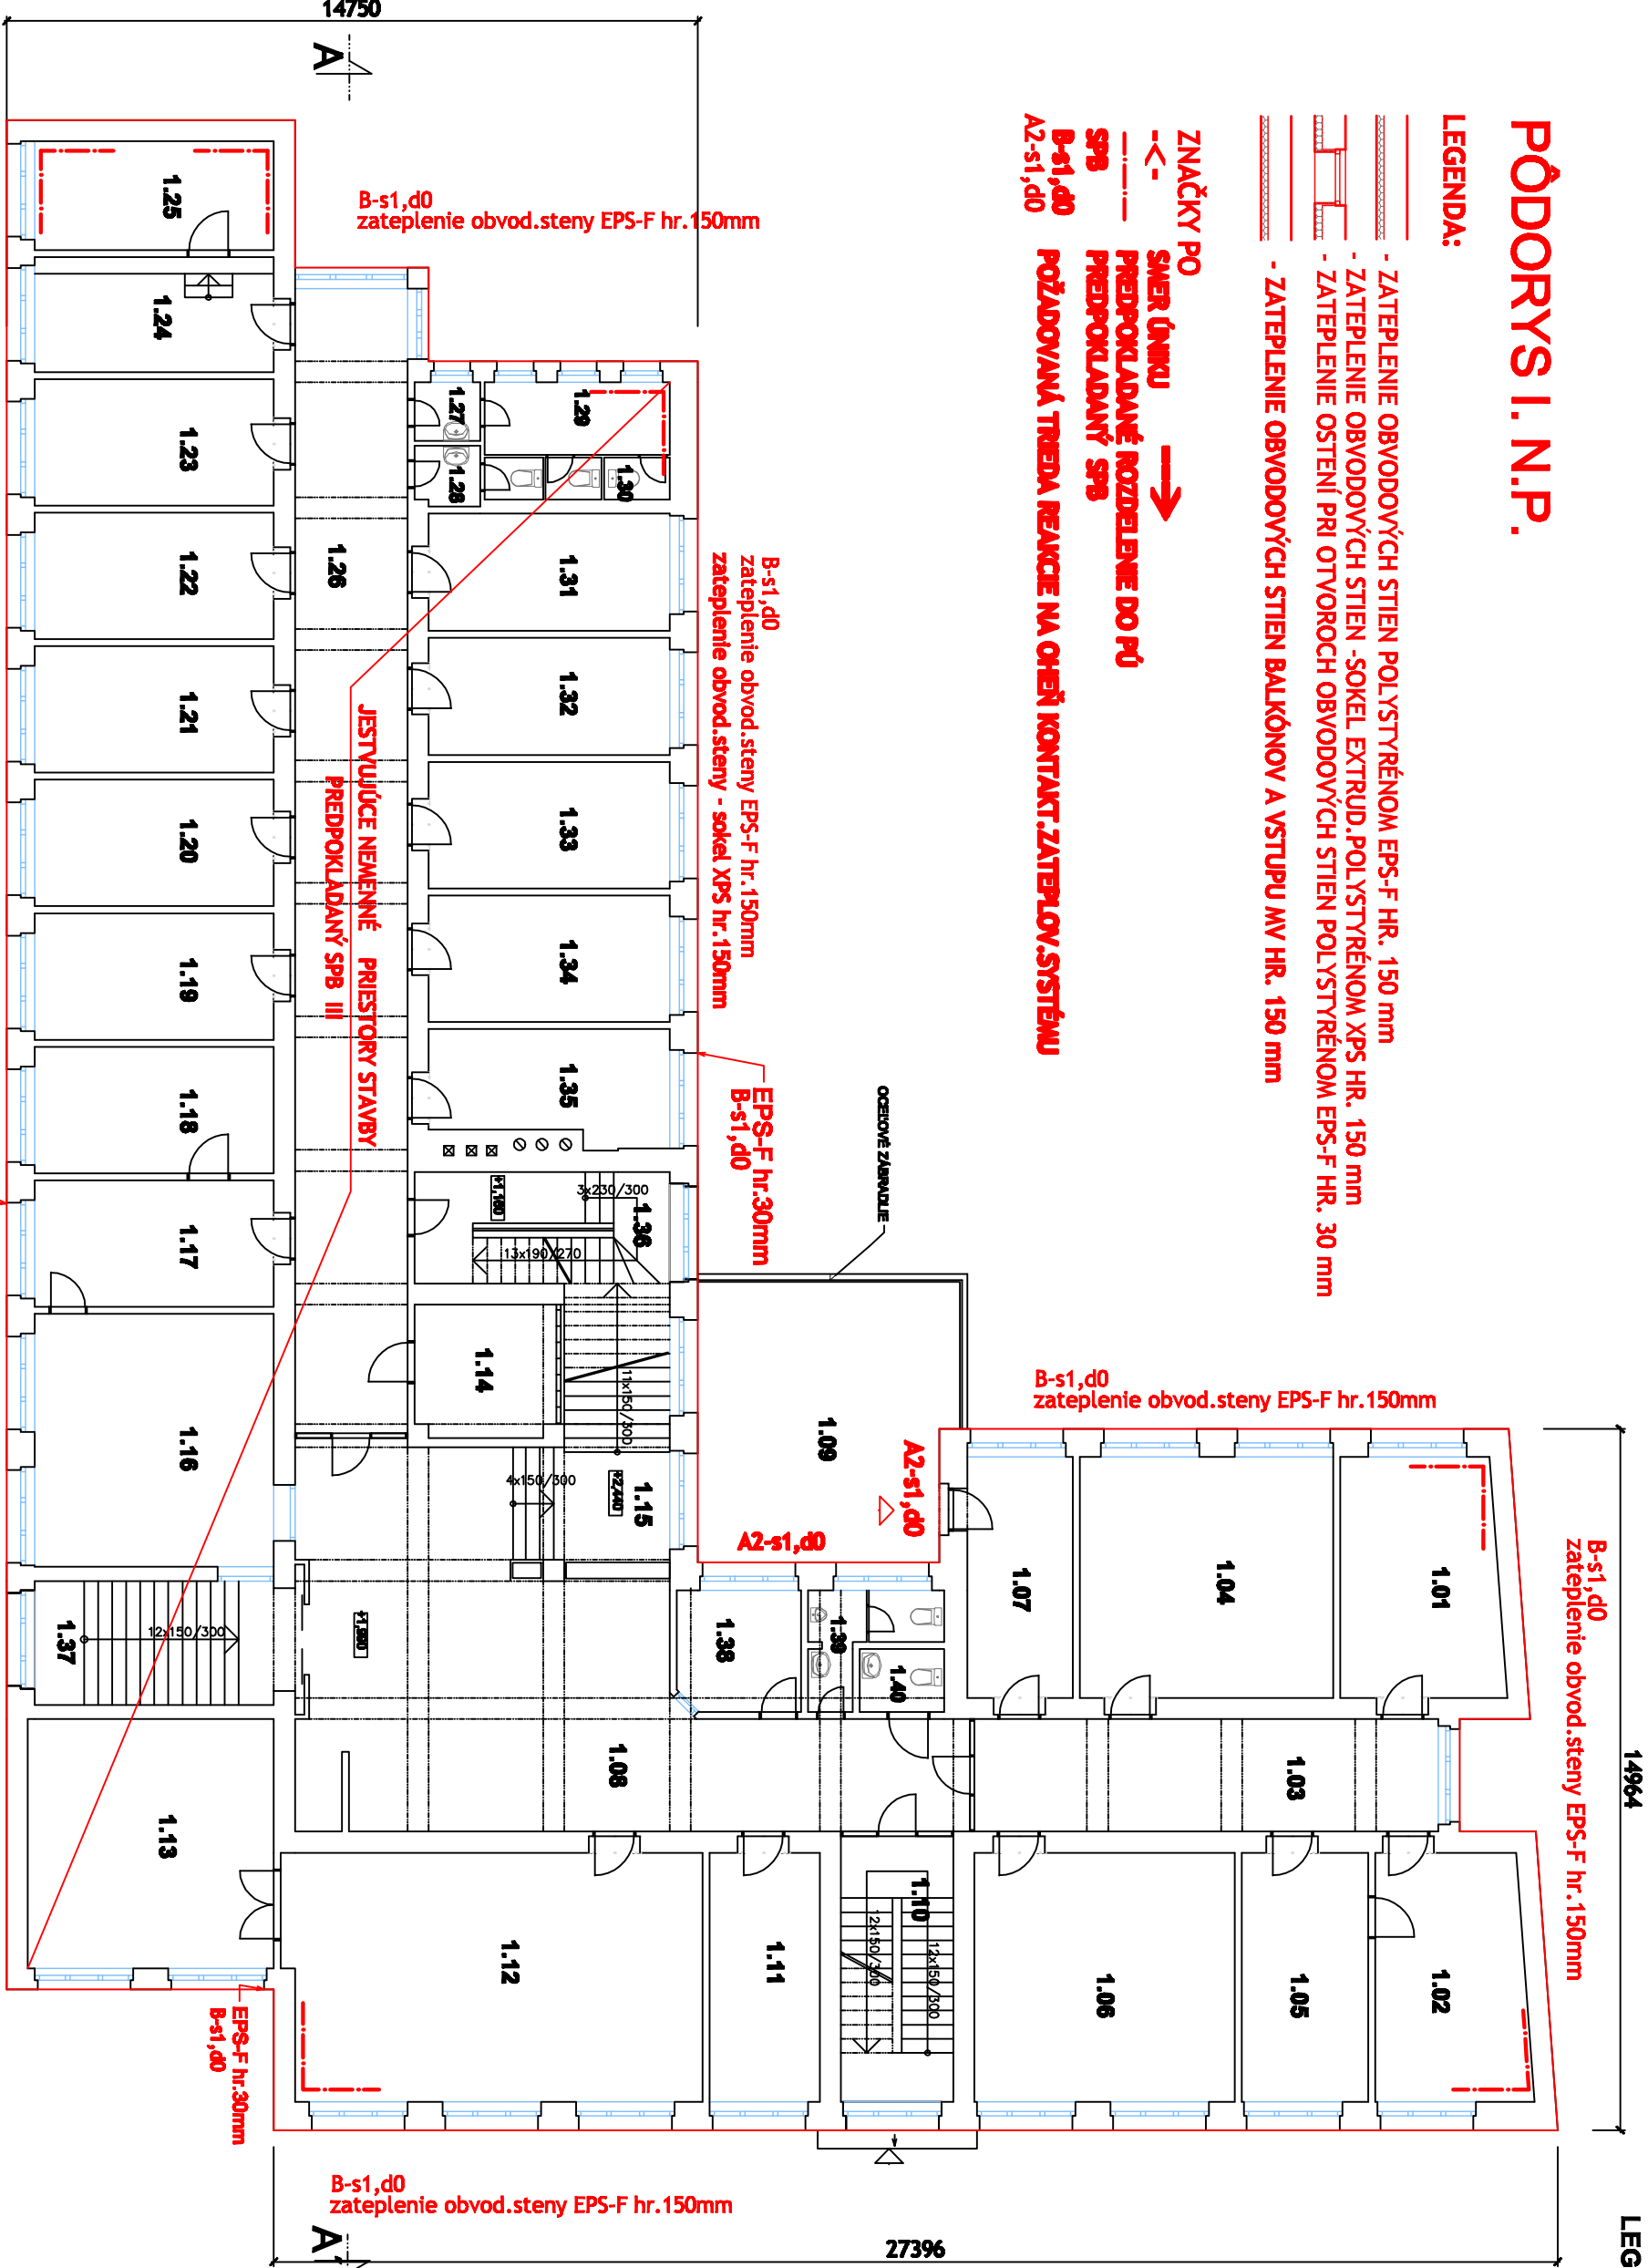 PÔDORYS I. N.P.
LEGENDA:
- ZATEPLENIE OBVODOVÝCH STIEN POLYSTYRÉNOM EPS-F HR. 150 mm
- ZATEPLENIE OBVODOVÝCH STIEN -SOKEL EXTRUD.POLYSTYRÉNOM XPS HR. 150 mm
- ZATEPLENIE OSTENÍ PRI OTVOROCH OBVODOVÝCH STIEN POLYSTYRÉNOM EPS-F HR. 30 mm
- ZATEPLENIE OBVODOVÝCH STIEN BALKÓNOV A VSTUPU MV HR. 150 mm
ZNAČKY PO
SMER ÚNIKU
PREDPOKLADANÉ ROZDELENIE DO PÚ
SPB PREDPOKLADANÝ SPB
B-s1,d0
A2-s1,d0 POŽADOVANÁ TRIEDA REAKCIE NA OHEŇ KONTAKT.ZATEPLOV.SYSTÉMU
14750
A
B-s1,d0
zateplenie obvod.steny EPS-F hr.150mm
B-s1,d0
zateplenie obvod.steny EPS-F hr.150mm
zateplenie obvod.steny - sokel XPS hr.150mm
EPS-F hr.30mm
B-s1,d0
OCEĽOVÉ ZÁBRADLIE
B-s1,d0
zateplenie obvod.steny EPS-F hr.150mm
B-s1,d0
zateplenie obvod.steny EPS-F hr.150mm
14964
LEG
A2-s1,d0
A2-s1,d0
JESTVUJÚCE NEMENNÉ PRIESTORY STAVBY
PREDPOKLADANÝ SPB III
EPS-F hr.30mm
B-s1,d0
B-s1,d0
zateplenie obvod.steny EPS-F hr.150mm
27396
A'
1.01
1.02
1.03
1.04
1.05
1.06
1.07
1.08
1.09
1.10
12x150/300
12x150/300
1.11
1.12
1.13
1.14
1.15
+2,440
4x150/300
11x150/300
1.16
1.17
1.18
1.19
1.20
1.21
1.22
1.23
1.24
1.25
1.26
1.27
1.28
1.29
1.30
1.31
1.32
1.33
1.34
1.35
1.36
3x230/300
13x190/270
1.37
12x150/300
1.38
1.39
1.40